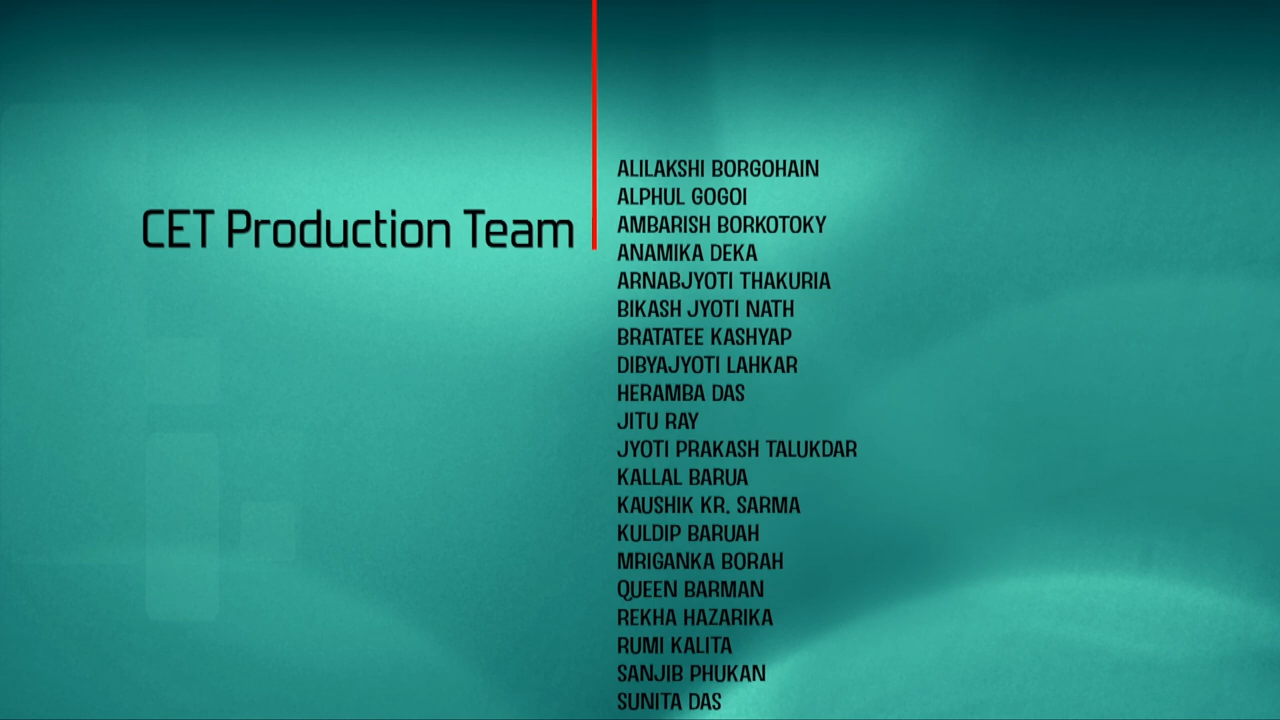 CET Production Team
ALILAKSHI BORGOHAIN
ALPHUL GOGOI
AMBARISH BORKOTOKY
ANAMIKA DEKA
ARNABJYOTI THAKURIA
BIKASH JYOTI NATH
BRATATEE KASHYAP
DIBYAJYOTI LAHKAR
HERAMBA DAS
JITU RAY
JYOTI PRAKASH TALUKDAR
KALLAL BARUA
KAUSHIK KR. SARMA
KULDIP BARUAH
MRIGANKA BORAH
QUEEN BARMAN
REKHA HAZARIKA
RUMI KALITA
SANJIB PHUKAN
SUNITA DAS